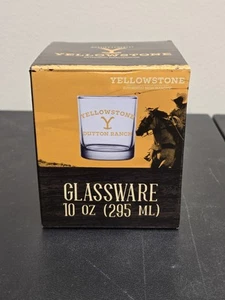 YELLOWSTONE
YELLOWSTONE
YELLOWSTONE
Y
DUTTON RANCH
GLASSWARE
10 OZ (295 ML)